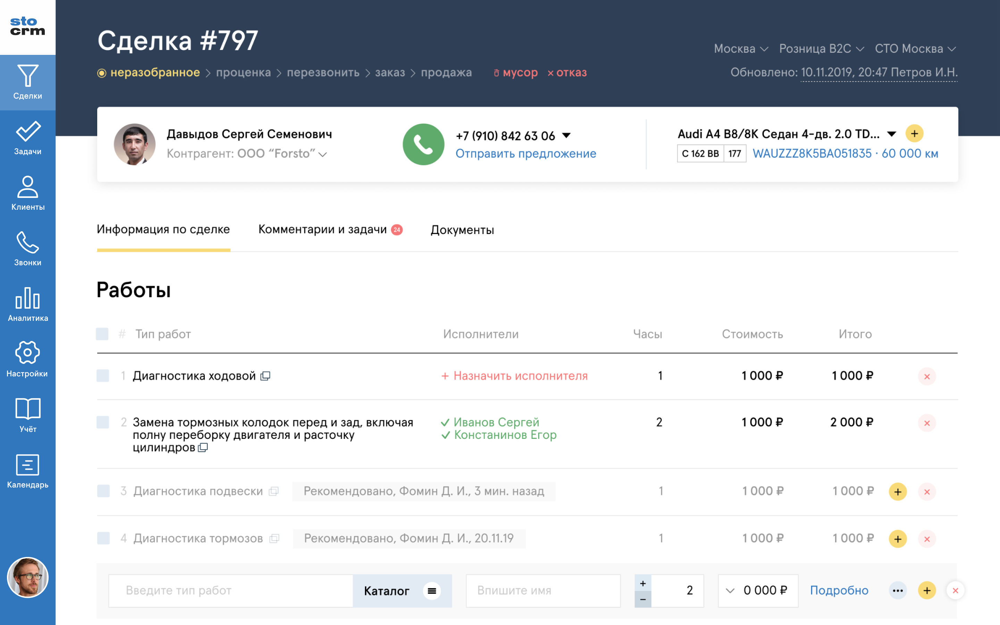 sto
crm
Сделки
Задачи
Клиенты
Звонки
Аналитика
Настройки
Учёт
Календарь
Сделка #797
Москва Розница B2C СТО Москва
неразобранное > проценка > перезвонить > заказ > продажа мусор × отказ
Обновлено: 10.11.2019, 20:47 Петров И.Н.
Давыдов Сергей Семенович
Контрагент: ООО “Forsto”
+7 (910) 842 63 06
Отправить предложение
Audi A4 B8/8K Седан 4-дв. 2.0 TD... +
С 162 ВВ 177 WAUZZZ8K5BA051835 · 60 000 км
Информация по сделке Комментарии и задачи 24 Документы
Работы
# Тип работ Исполнители Часы Стоимость Итого
1 Диагностика ходовой + Назначить исполнителя 1 1 000 ₽ 1 000 ₽ ×
2 Замена тормозных колодок перед и зад, включая Иванов Сергей 2 1 000 ₽ 2 000 ₽ ×
полну переборку двигателя и расточку Констанинов Егор
цилиндров
3 Диагностика подвески Рекомендовано, Фомин Д. И., 3 мин. назад 1 1 000 ₽ 1 000 ₽ + ×
4 Диагностика тормозов Рекомендовано, Фомин Д. И., 20.11.19 1 1 000 ₽ 1 000 ₽ + ×
Введите тип работ Каталог Впишите имя + − 2 0 000 ₽ Подробно ••• + ×